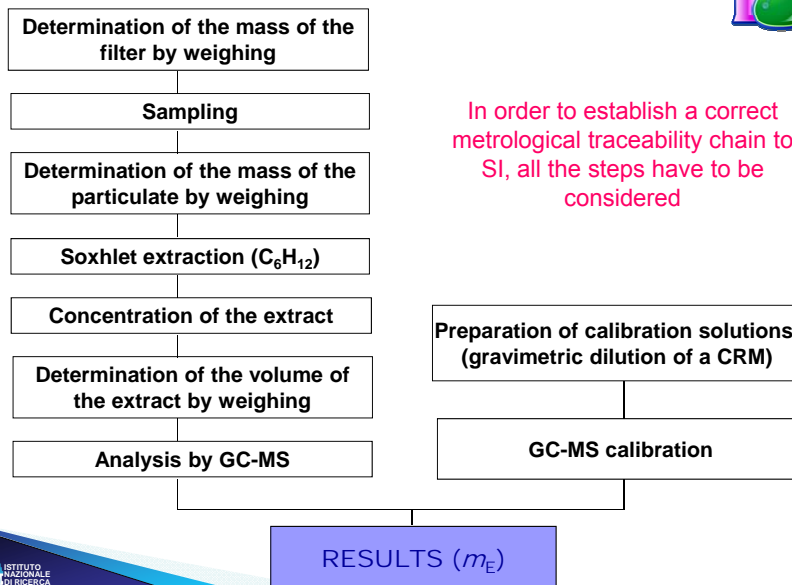 Determination of the mass of the
filter by weighing
Sampling
Determination of the mass of the
particulate by weighing
Soxhlet extraction (C₆H₁₂)
Concentration of the extract
Determination of the volume of
the extract by weighing
Analysis by GC-MS
In order to establish a correct
metrological traceability chain to
SI, all the steps have to be
considered
Preparation of calibration solutions
(gravimetric dilution of a CRM)
GC-MS calibration
RESULTS (mE)
ISTITUTO
NAZIONALE
DI RICERCA